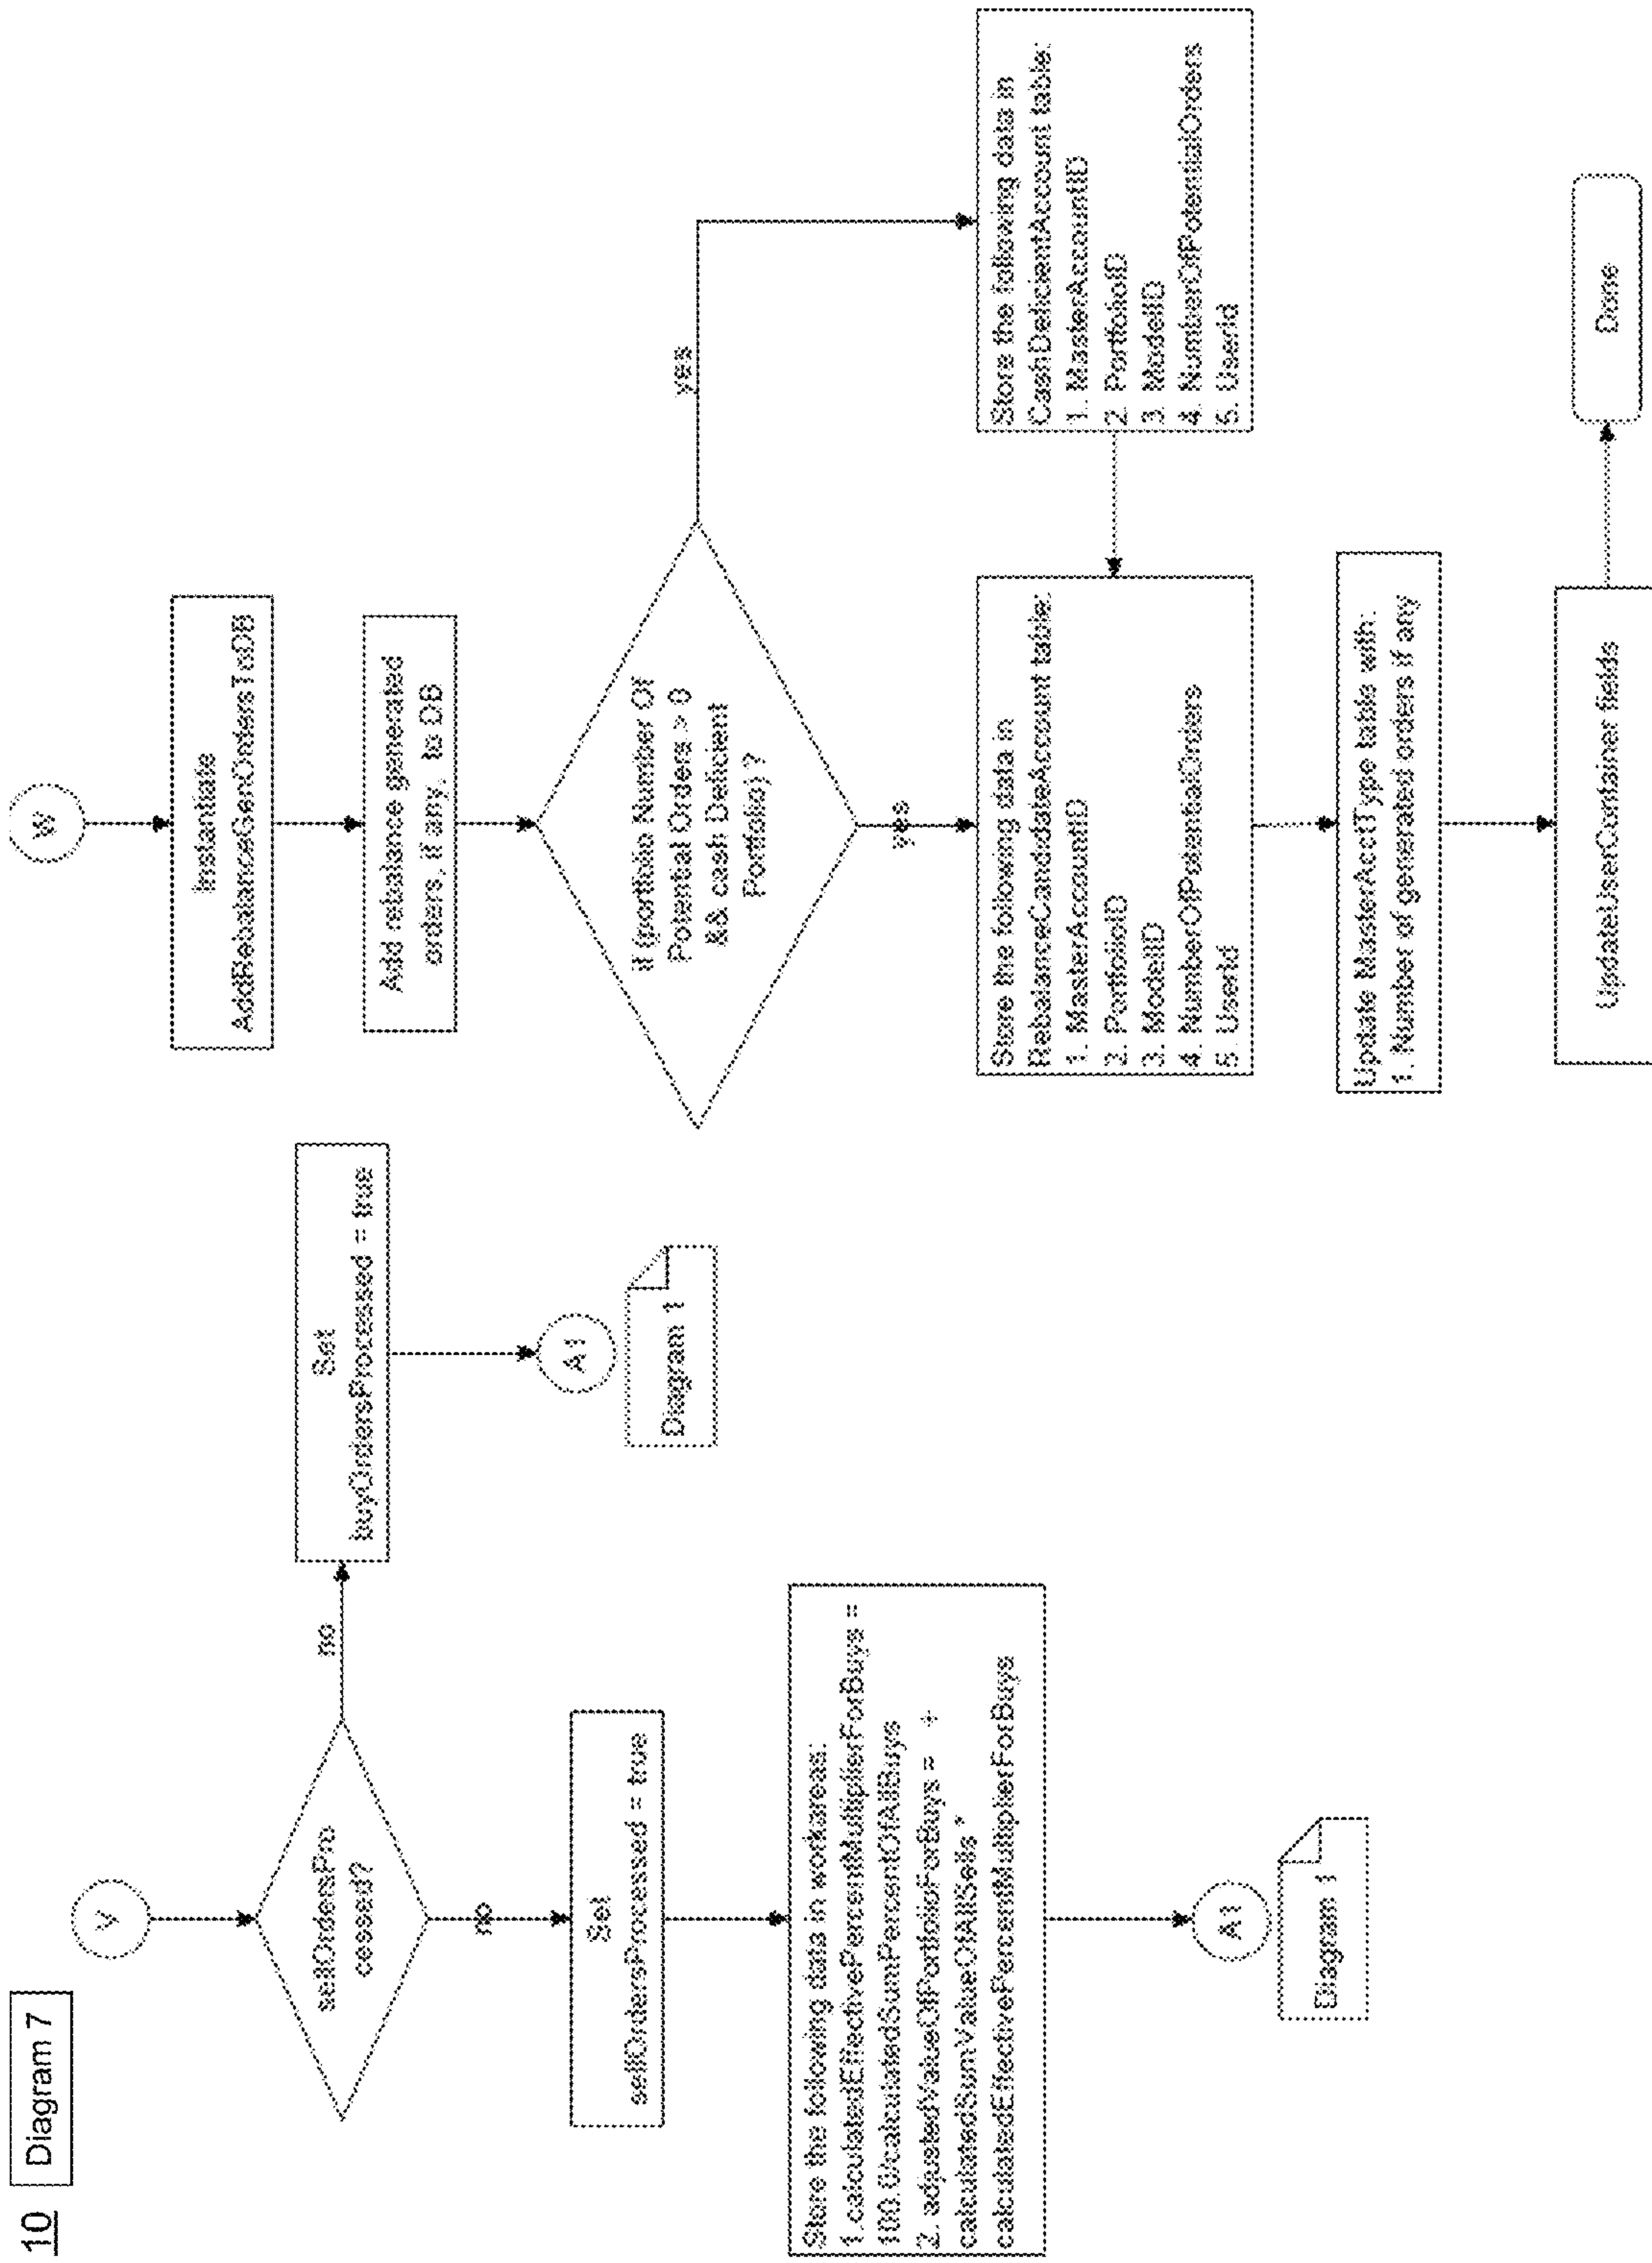 10
Diagram 7
V
sellOrdersPro
cessed?
no
Set
buyOrdersProcessed = true
A1
Diagram 1
no
Set
sellOrdersProcessed = true
Store the following data in workareas:
1.calculatedEffectivePercentMultiplierForBuys =
100.0/calculatedSumPercentOfAllBuys
2. adjustedValueOfPortfolioForBuys = +
calculatedSumValueOfAllSells *
calculatedEffectivePercentMultiplierForBuys
A1
Diagram 1
W
Instantiate
AddRebalanceGenOrdersToDB
Add rebalance generated
orders, if any, to DB
If (portfolio Number Of
Potential Orders > 0
&& cash Deficient
Portfolio) ?
yes
Store the following data in
CashDeficientAccount table:
1. MasterAccountID
2 PortfolioID
3. ModelID
4. NumberOfPotentialOrders
5. UserId
yes
Store the following data in
RebalanceCandidateAccount table:
1. MasterAccountID
2. PortfolioID
3. ModelID
4. NumberOfPotentialOrders
5. UserId
Update MasterAcctType table with:
1. Number of generated orders if any
UpdateUserContainer fields
Done